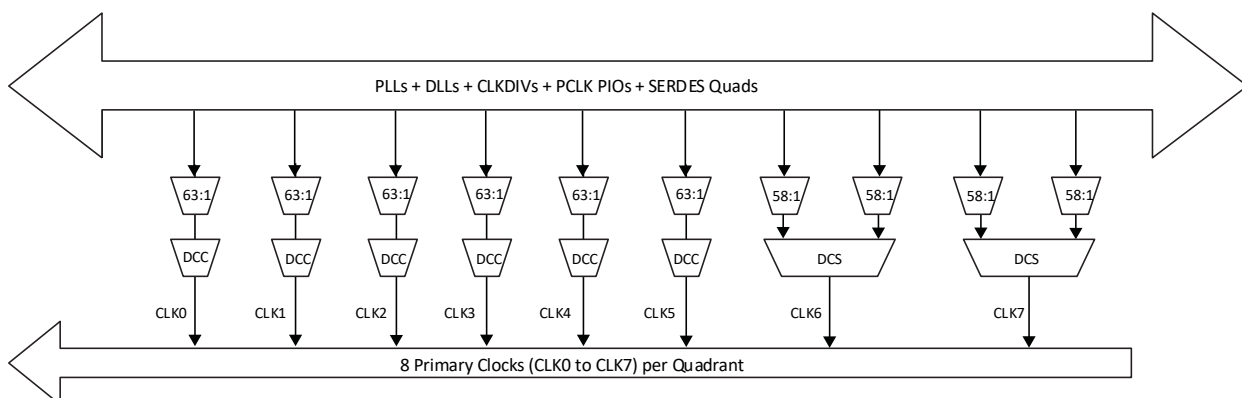 PLLs + DLLs + CLKDIVs + PCLK PIOs + SERDES Quads
63:1 63:1 63:1 63:1 63:1 63:1 58:1 58:1 58:1 58:1
DCC DCC DCC DCC DCC DCC DCS DCS
CLK0 CLK1 CLK2 CLK3 CLK4 CLK5 CLK6 CLK7
8 Primary Clocks (CLK0 to CLK7) per Quadrant